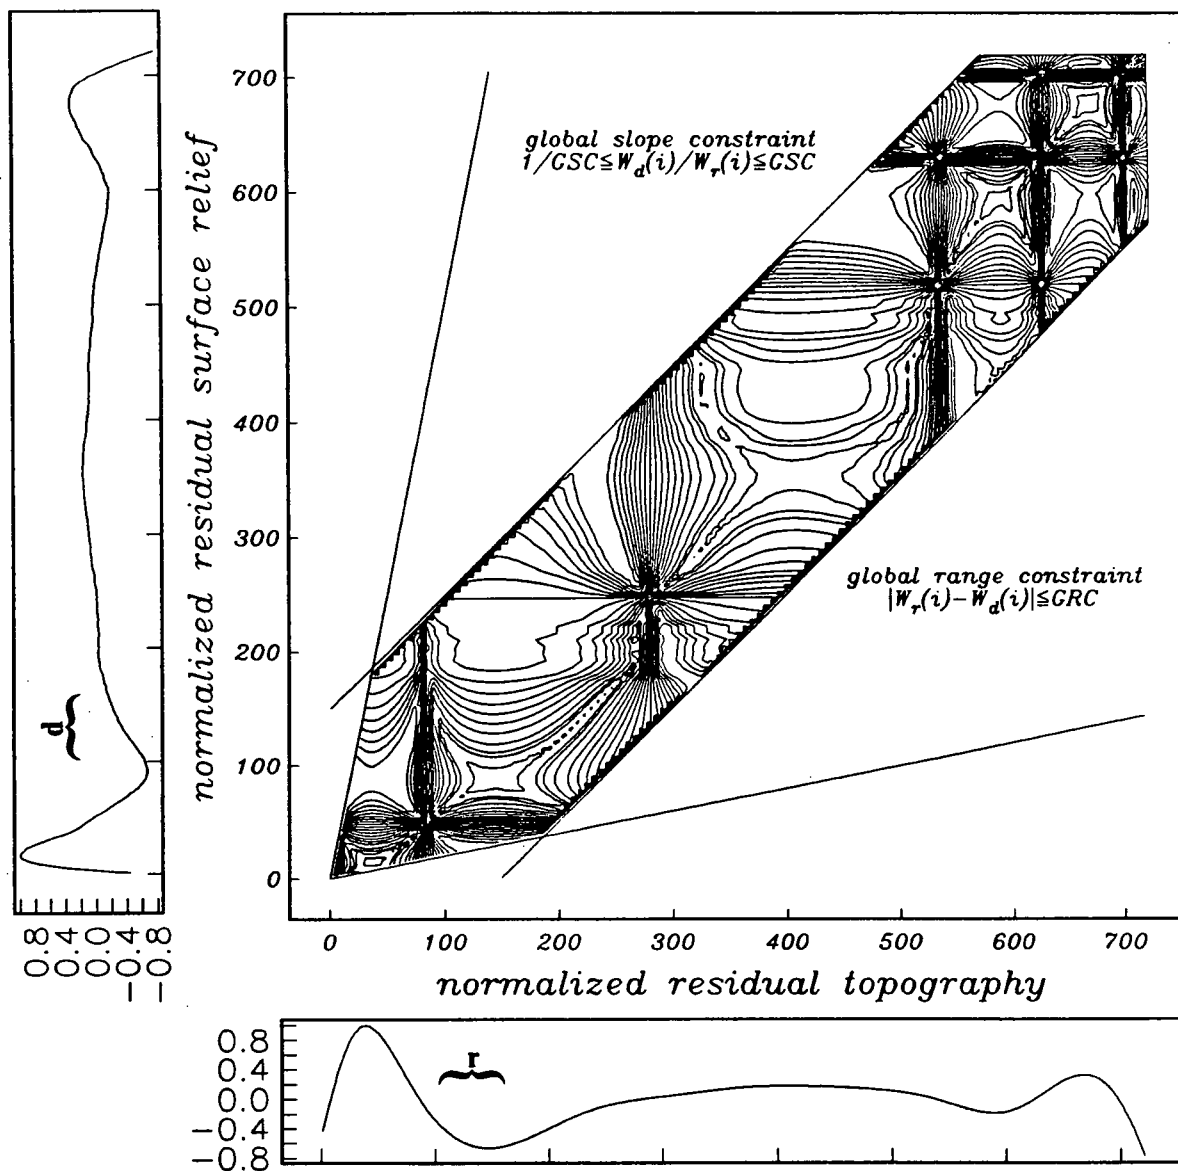 global slope constraint
1/GSC≦W_d(i)/W_r(i)≦GSC
global range constraint
|W_r(i)−W_d(i)|≦GRC
normalized residual surface relief
700
600
500
400
300
200
100
0
0 100 200 300 400 500 600 700
normalized residual topography
d
0.8
0.4
0.0
−0.4
−0.8
r
0.8
0.4
0.0
−0.4
−0.8